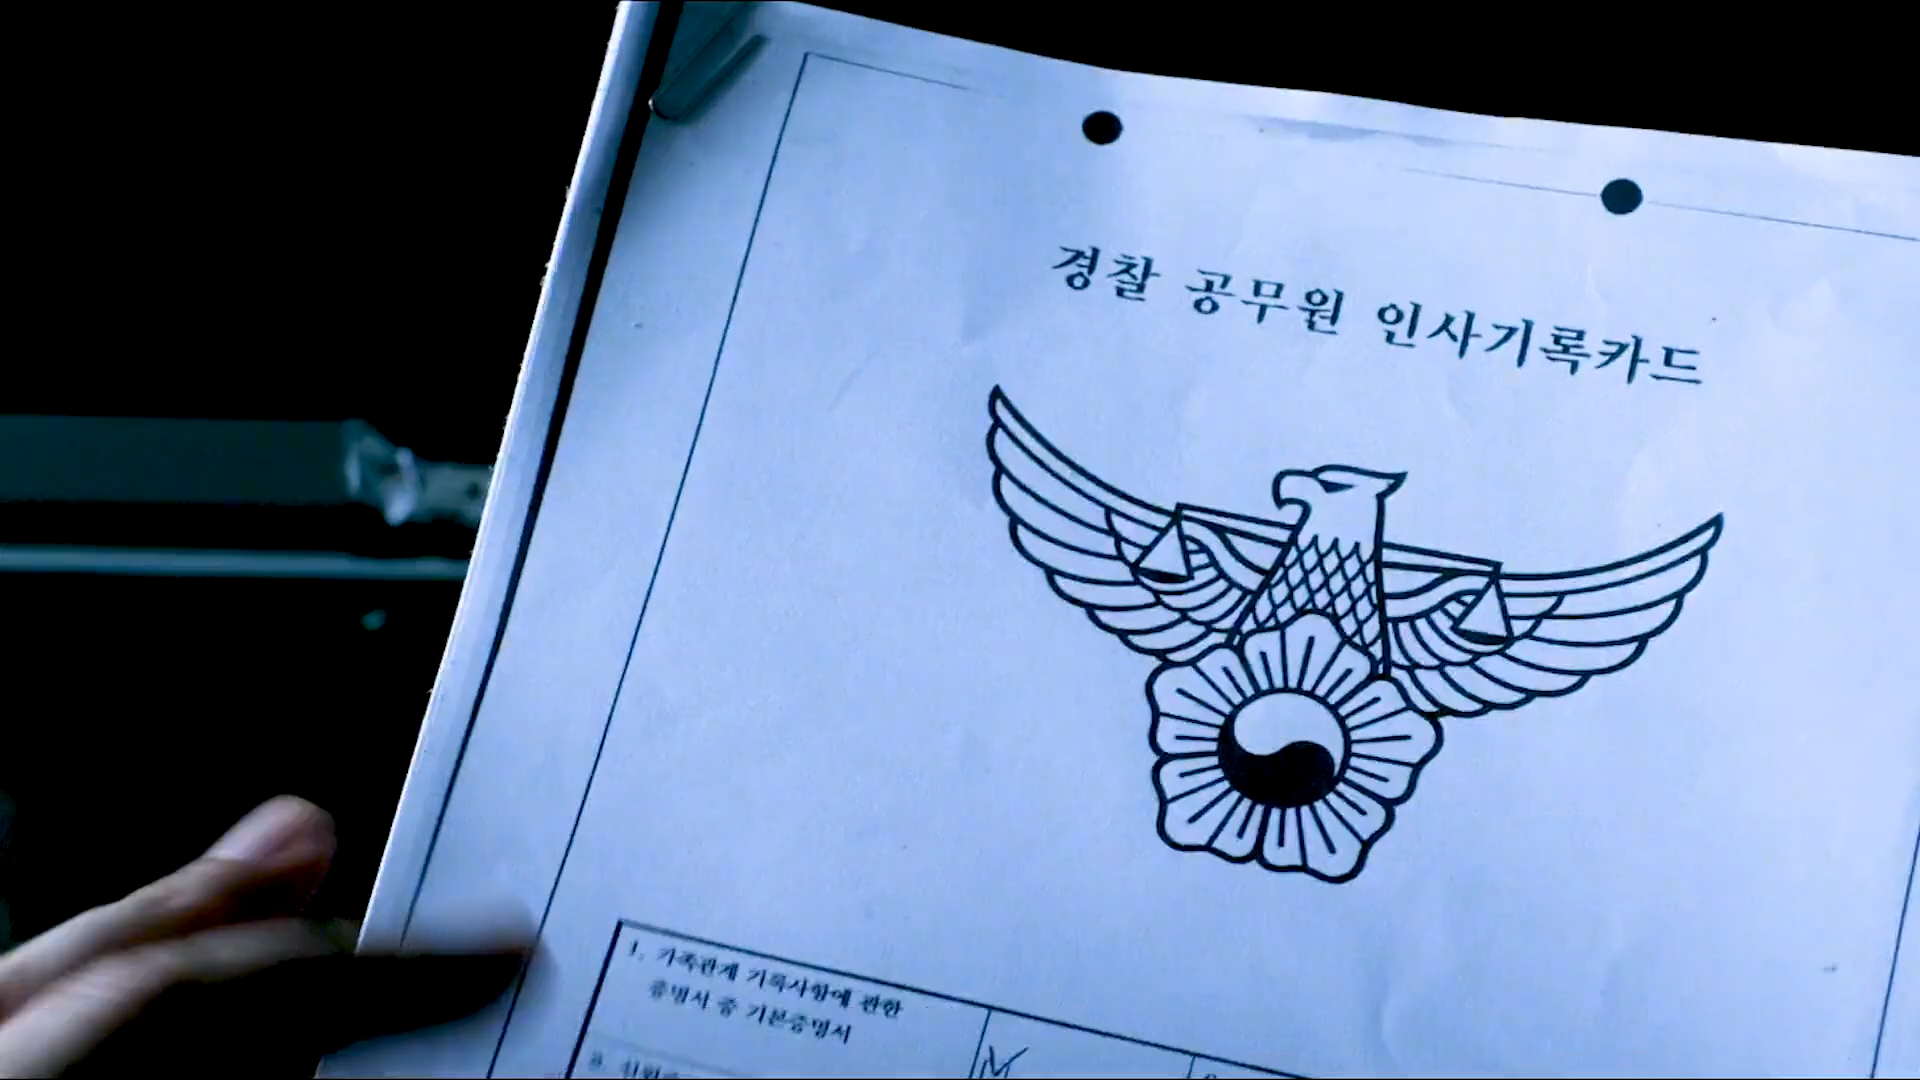 경찰 공무원 인사기록카드
1. 가족관계 기록사항에 관한
증명서 중 기본증명서